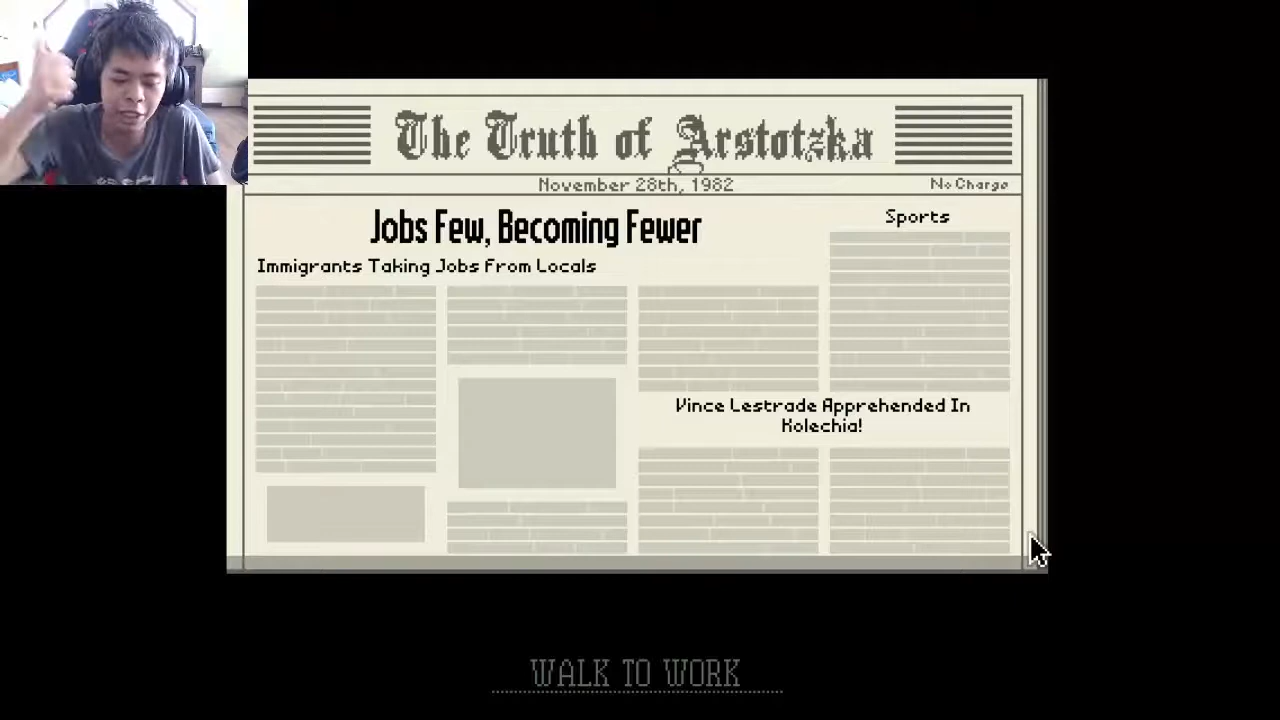 The Truth of Arstotzka
November 28th, 1982
No Charge
Jobs Few, Becoming Fewer
Immigrants Taking Jobs From Locals
Sports
Vince Lestrade Apprehended In
Kolechia!
WALK TO WORK